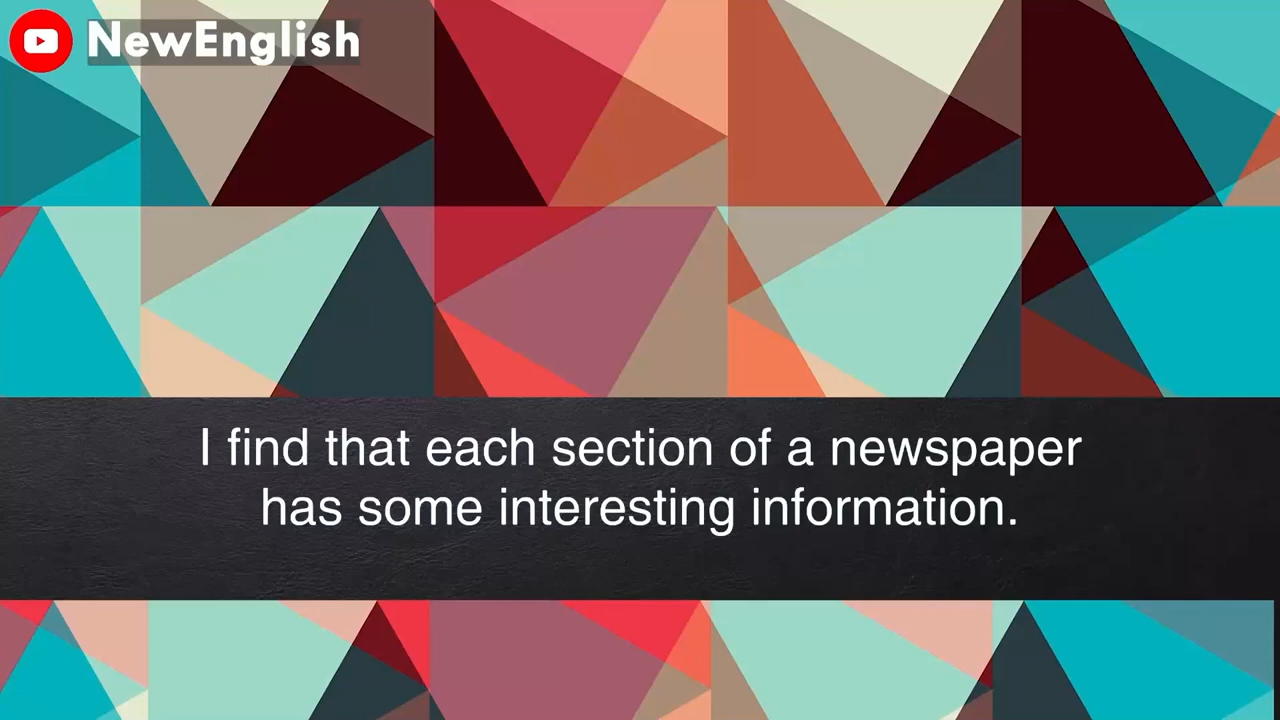 NewEnglish
I find that each section of a newspaper
has some interesting information.